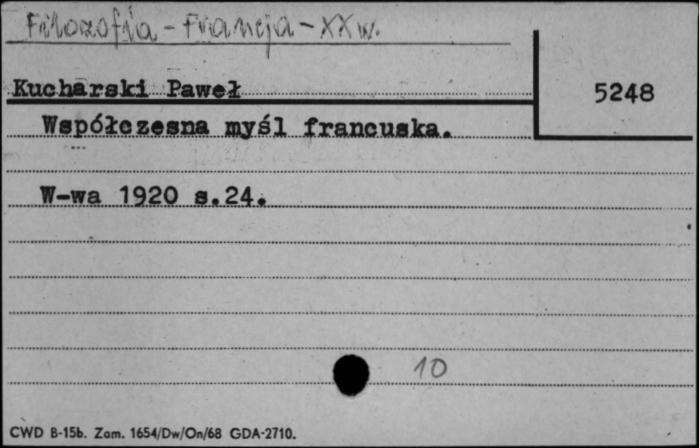 Filozofia - Francja - XX w.
Kucharski Paweł
5248
Współczesna myśl francuska.
W-wa 1920 s.24.
10
CWD B-15b. Zam. 1654/Dw/On/68 GDA-2710.